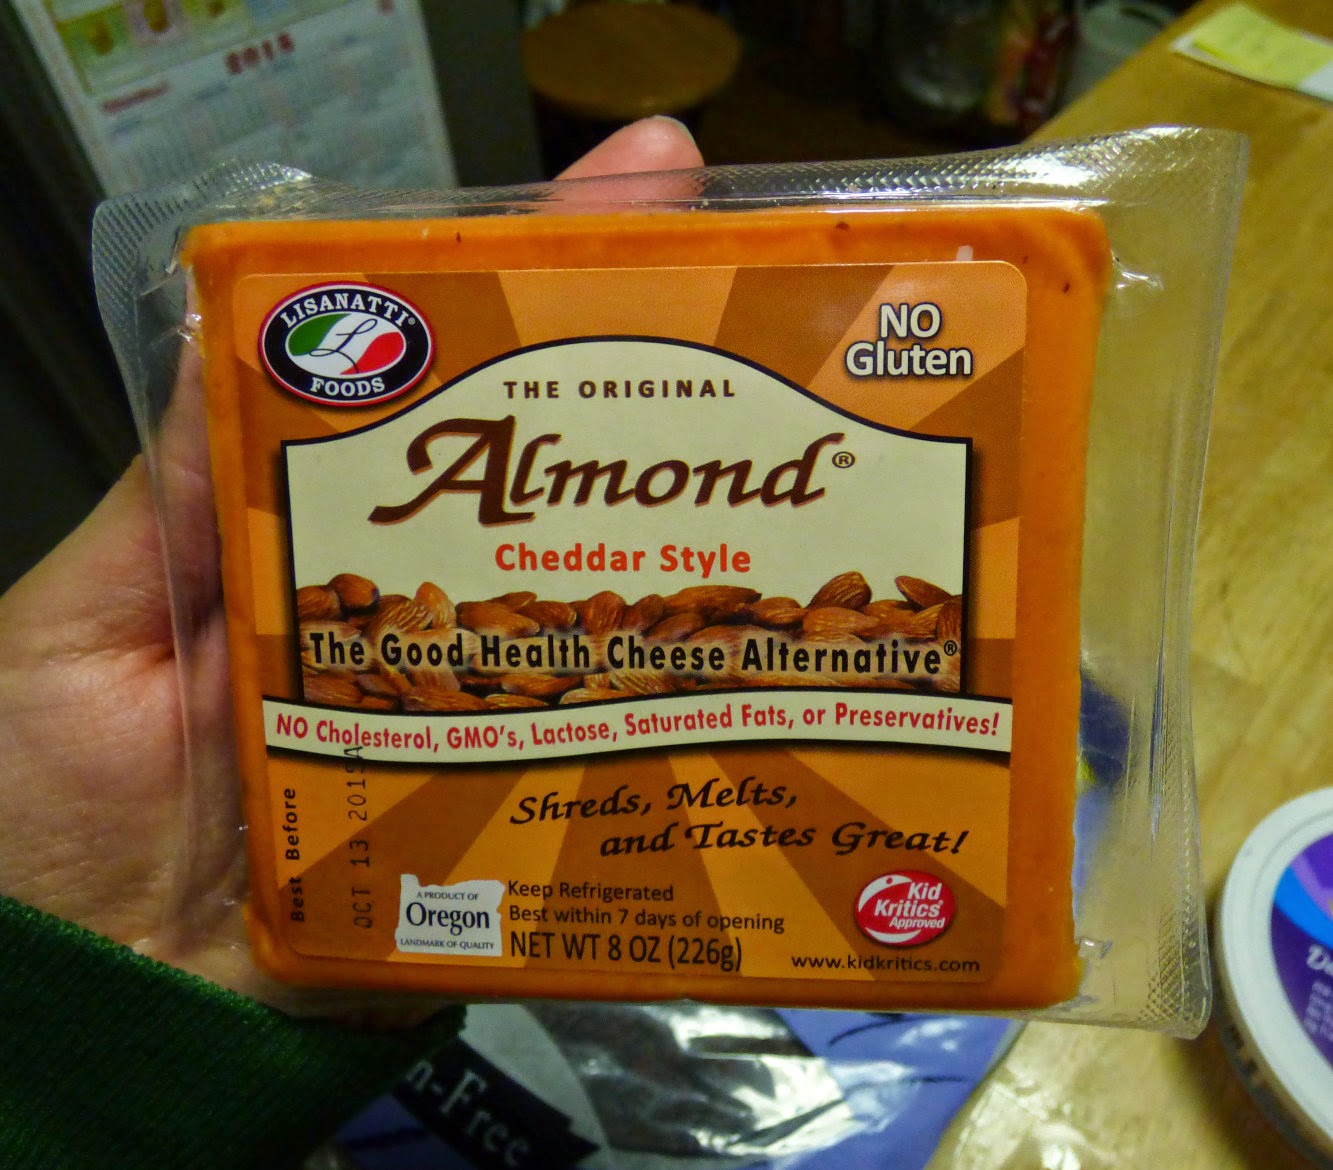 2015
LISANATTI®
FOODS
NO
Gluten
THE ORIGINAL
Almond®
Cheddar Style
The Good Health Cheese Alternative®
NO Cholesterol, GMO's, Lactose, Saturated Fats, or Preservatives!
Shreds, Melts,
and Tastes Great!
Best Before
OCT 13 2015A
A PRODUCT OF
Oregon
LANDMARK OF QUALITY
Keep Refrigerated
Best within 7 days of opening
NET WT 8 OZ (226g)
Kid
Kritics®
Approved
www.kidkritics.com
n-Free